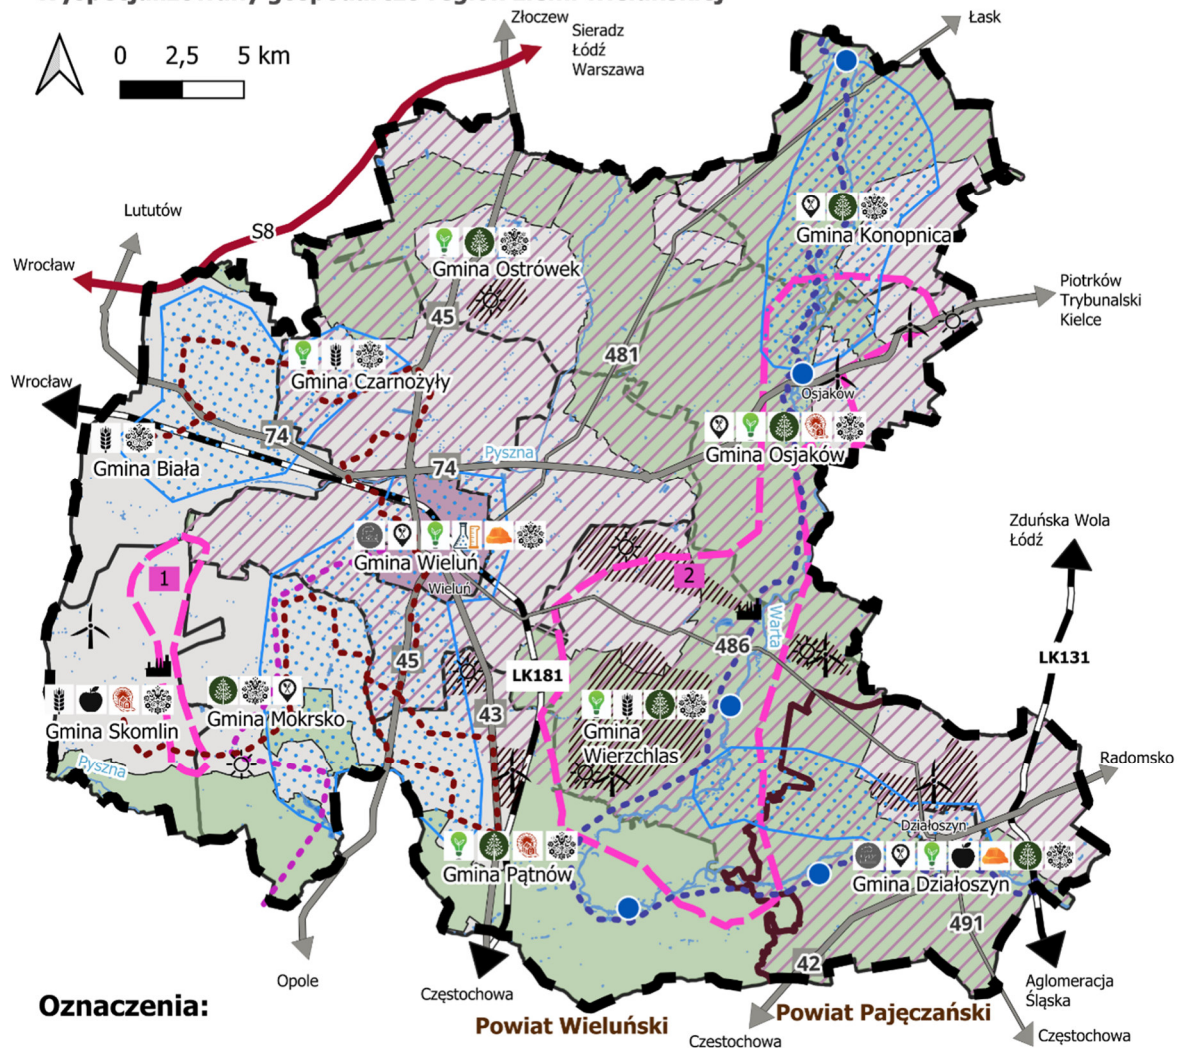 Złoczew
Sieradz
Łódź
Warszawa
Łask
0 2,5 5 km
Lututów
S8
Wrocław
Gmina Konopnica
Gmina Ostrówek
Piotrków
Trybunalski
Kielce
45
481
Wrocław
Gmina Czarnożyły
Osjaków
74
Gmina Biała
74
Pyszna
Gmina Osjaków
Zduńska Wola
Łódź
Gmina Wieluń
1
2
Wieluń
Warta
486
45
LK181
LK131
43
Gmina Skomlin
Gmina Mokrsko
Gmina
Wierzchlas
Pyszna
Radomsko
Działoszyn
Gmina Pątnów
Gmina Działoszyn
491
42
Opole
Częstochowa
Aglomeracja
Śląska
Oznaczenia:
Powiat Wieluński
Powiat Pajęczański
Czestochowa
Częstochowa